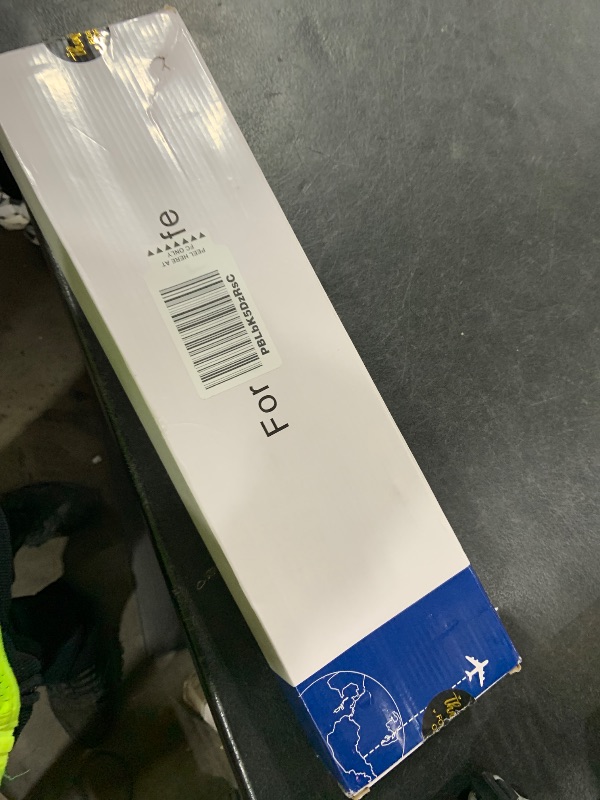 For
fe
PEEL HERE AT
FC ONLY
PBLbK5DzRsC